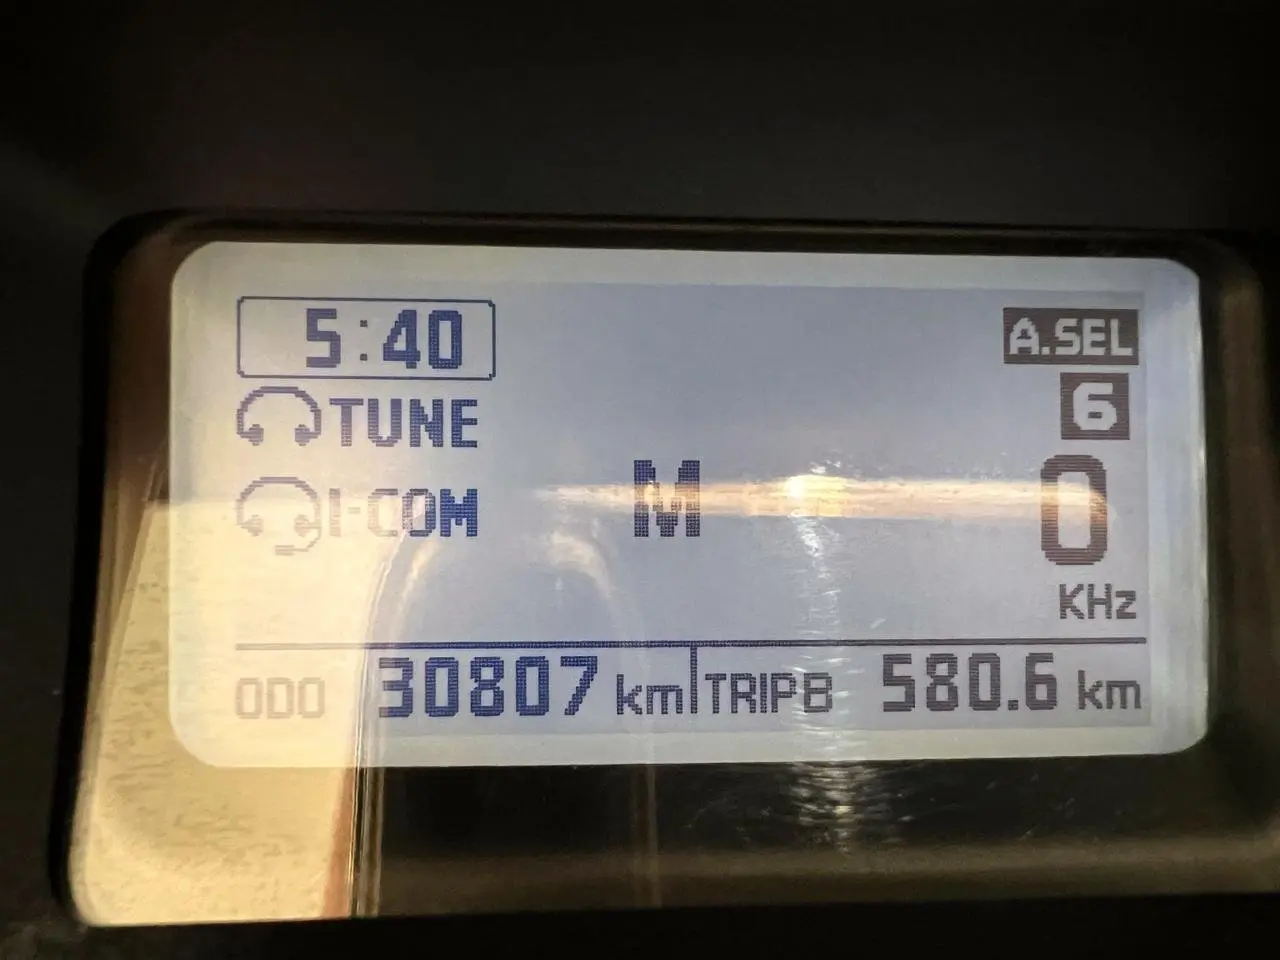 5:40
A.SEL
TUNE
6
I-COM
M
0
KHz
ODO 30807 km TRIP B 580.6 km